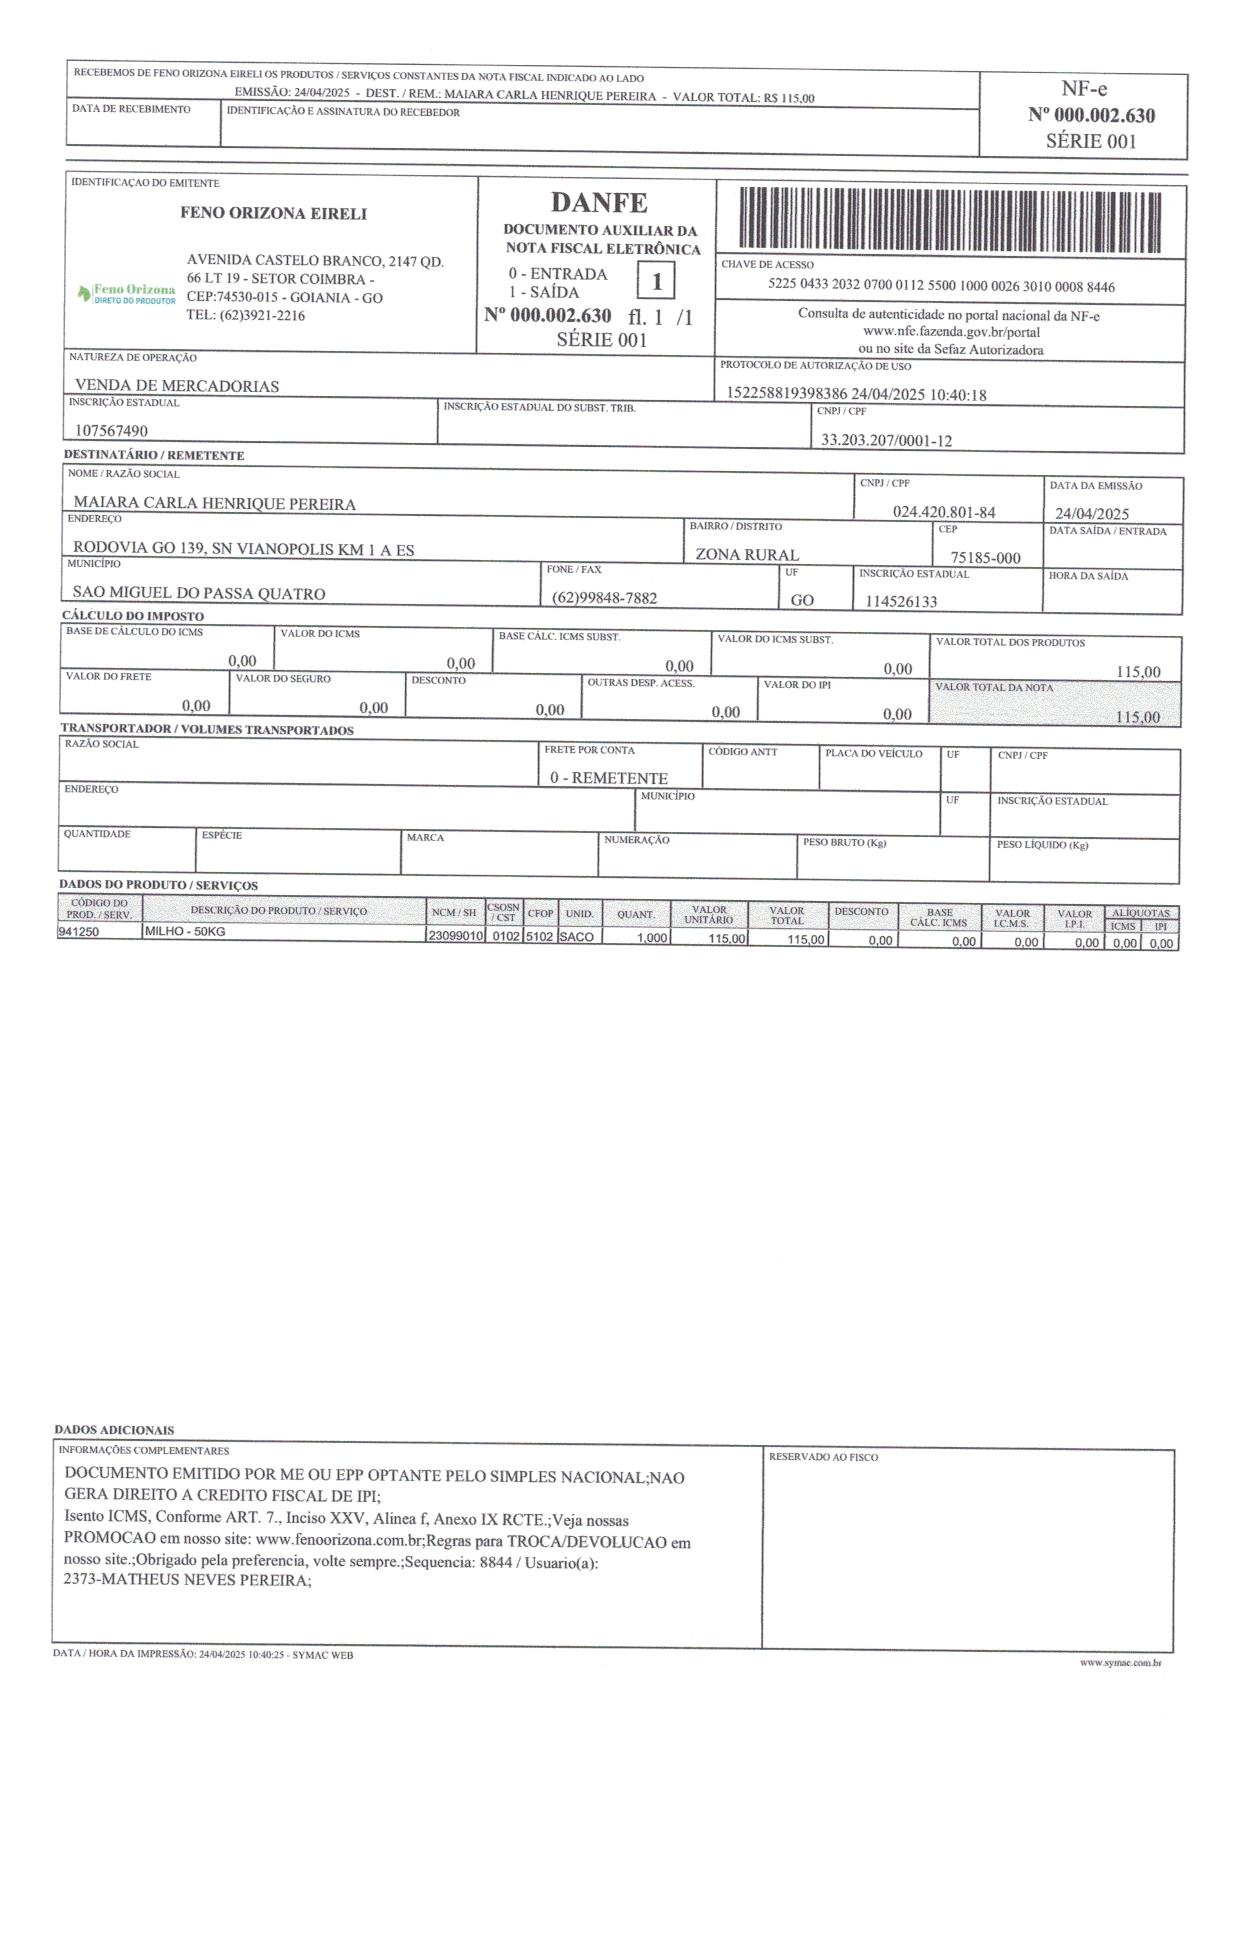 RECEBEMOS DE FENO ORIZONA EIRELI OS PRODUTOS / SERVIÇOS CONSTANTES DA NOTA FISCAL INDICADO AO LADO
EMISSÃO: 24/04/2025 - DEST. / REM.: MAIARA CARLA HENRIQUE PEREIRA - VALOR TOTAL: R$ 115,00
DATA DE RECEBIMENTO
IDENTIFICAÇÃO E ASSINATURA DO RECEBEDOR
NF-e
Nº 000.002.630
SÉRIE 001
IDENTIFICAÇAO DO EMITENTE
FENO ORIZONA EIRELI
Feno Orizona
DIRETO DO PRODUTOR
AVENIDA CASTELO BRANCO, 2147 QD.
66 LT 19 - SETOR COIMBRA -
CEP:74530-015 - GOIANIA - GO
TEL: (62)3921-2216
DANFE
DOCUMENTO AUXILIAR DA
NOTA FISCAL ELETRÔNICA
0 - ENTRADA
1 - SAÍDA
1
Nº 000.002.630 fl. 1 /1
SÉRIE 001
CHAVE DE ACESSO
5225 0433 2032 0700 0112 5500 1000 0026 3010 0008 8446
Consulta de autenticidade no portal nacional da NF-e
www.nfe.fazenda.gov.br/portal
ou no site da Sefaz Autorizadora
NATUREZA DE OPERAÇÃO
VENDA DE MERCADORIAS
PROTOCOLO DE AUTORIZAÇÃO DE USO
152258819398386 24/04/2025 10:40:18
INSCRIÇÃO ESTADUAL
107567490
INSCRIÇÃO ESTADUAL DO SUBST. TRIB.
CNPJ / CPF
33.203.207/0001-12
DESTINATÁRIO / REMETENTE
NOME / RAZÃO SOCIAL
MAIARA CARLA HENRIQUE PEREIRA
CNPJ / CPF
024.420.801-84
DATA DA EMISSÃO
24/04/2025
ENDEREÇO
RODOVIA GO 139, SN VIANOPOLIS KM 1 A ES
BAIRRO / DISTRITO
ZONA RURAL
CEP
75185-000
DATA SAÍDA / ENTRADA
MUNICÍPIO
SAO MIGUEL DO PASSA QUATRO
FONE / FAX
(62)99848-7882
UF
GO
INSCRIÇÃO ESTADUAL
114526133
HORA DA SAÍDA
CÁLCULO DO IMPOSTO
BASE DE CÁLCULO DO ICMS
0,00
VALOR DO ICMS
0,00
BASE CÁLC. ICMS SUBST.
0,00
VALOR DO ICMS SUBST.
0,00
VALOR TOTAL DOS PRODUTOS
115,00
VALOR DO FRETE
0,00
VALOR DO SEGURO
0,00
DESCONTO
0,00
OUTRAS DESP. ACESS.
0,00
VALOR DO IPI
0,00
VALOR TOTAL DA NOTA
115,00
TRANSPORTADOR / VOLUMES TRANSPORTADOS
RAZÃO SOCIAL
FRETE POR CONTA
0 - REMETENTE
CÓDIGO ANTT
PLACA DO VEÍCULO
UF
CNPJ / CPF
ENDEREÇO
MUNICÍPIO
UF
INSCRIÇÃO ESTADUAL
QUANTIDADE
ESPÉCIE
MARCA
NUMERAÇÃO
PESO BRUTO (Kg)
PESO LÍQUIDO (Kg)
DADOS DO PRODUTO / SERVIÇOS
CÓDIGO DO PROD. / SERV. DESCRIÇÃO DO PRODUTO / SERVIÇO NCM / SH CSOSN / CST CFOP UNID. QUANT. VALOR UNITÁRIO VALOR TOTAL DESCONTO BASE CÁLC. ICMS VALOR I.C.M.S. VALOR I.P.I. ALÍQUOTAS ICMS IPI
941250 MILHO - 50KG 23099010 0102 5102 SACO 1,000 115,00 115,00 0,00 0,00 0,00 0,00 0,00 0,00
DADOS ADICIONAIS
INFORMAÇÕES COMPLEMENTARES
DOCUMENTO EMITIDO POR ME OU EPP OPTANTE PELO SIMPLES NACIONAL;NAO
GERA DIREITO A CREDITO FISCAL DE IPI;
Isento ICMS, Conforme ART. 7., Inciso XXV, Alinea f, Anexo IX RCTE.;Veja nossas
PROMOCAO em nosso site: www.fenoorizona.com.br;Regras para TROCA/DEVOLUCAO em
nosso site.;Obrigado pela preferencia, volte sempre.;Sequencia: 8844 / Usuario(a):
2373-MATHEUS NEVES PEREIRA;
RESERVADO AO FISCO
DATA / HORA DA IMPRESSÃO: 24/04/2025 10:40:25 - SYMAC WEB
www.symac.com.br